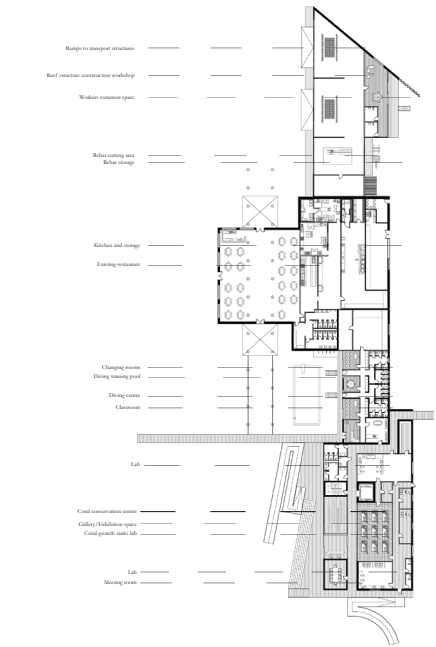 Ramps to transport structures
Reef structure construction workshop
Workers common space
Rebar cutting area
Rebar storage
Kitchen and storage
Existing restaurant
Changing rooms
Diving training pool
Diving centre
Classroom
Lab
Coral conservation centre
Gallery/Exhibition space
Coral growth tanks lab
Lab
Meeting room